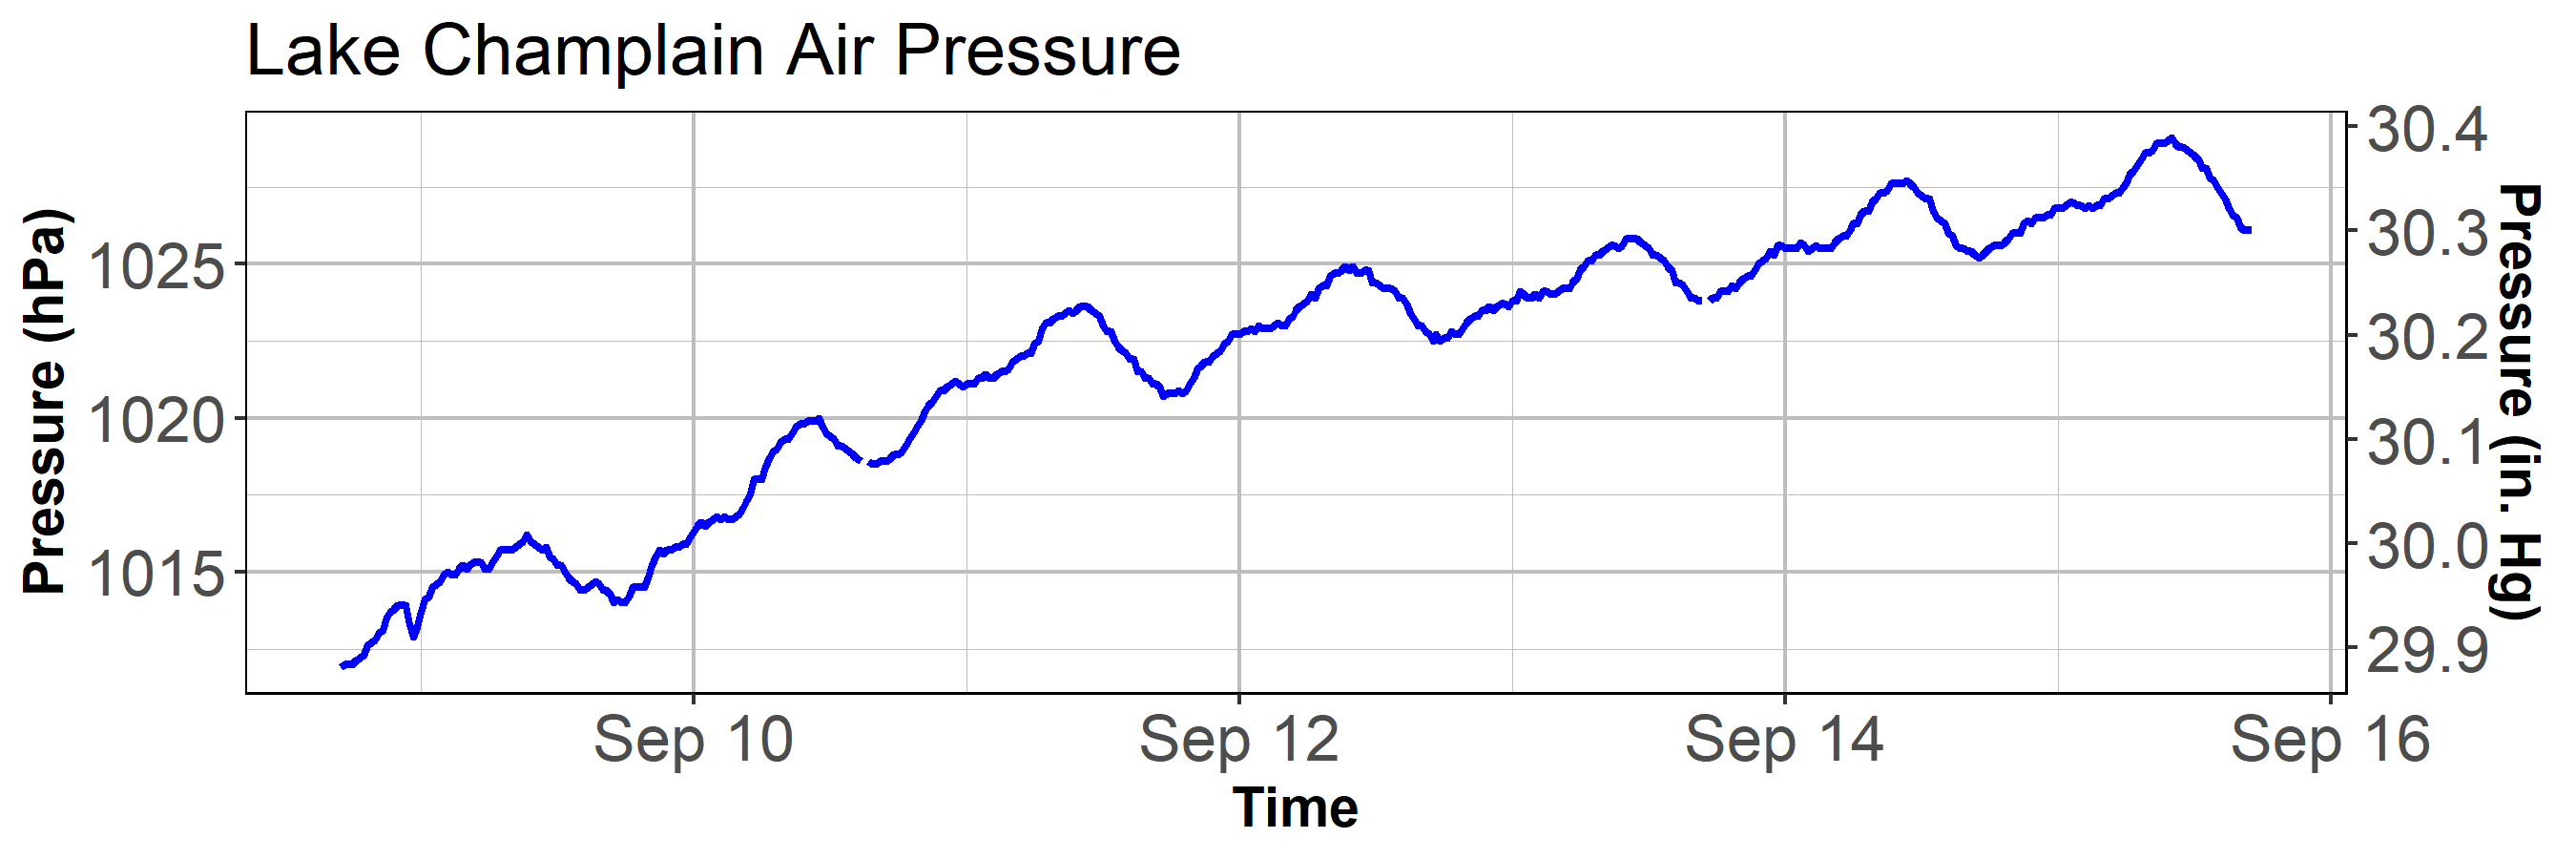 Lake Champlain Air Pressure
Pressure (hPa)
1025
1020
1015
30.4
30.3
30.2
30.1
30.0
29.9
Pressure (in. Hg)
Sep 10
Sep 12
Sep 14
Sep 16
Time